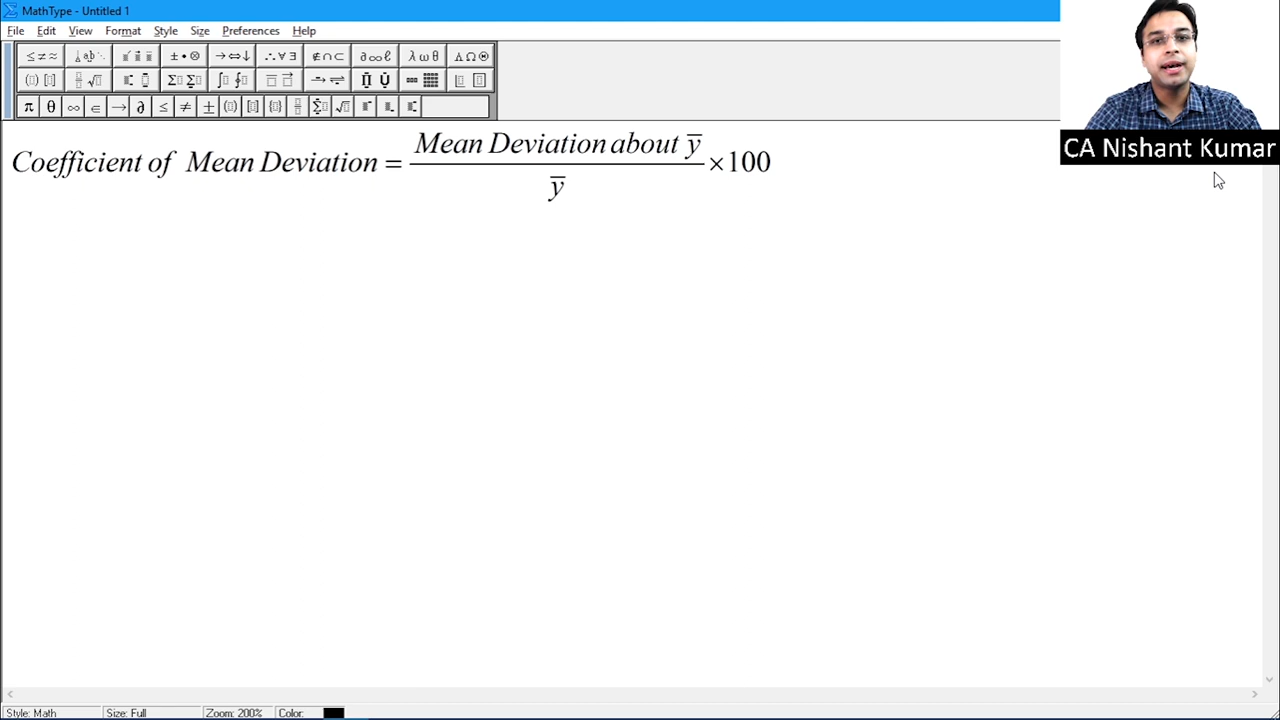 MathType - Untitled 1
File Edit View Format Style Size Preferences Help
CA Nishant Kumar
Coefficient of Mean Deviation = Mean Deviation about y̅ / y̅ ×100
Style: Math Size: Full Zoom: 200% Color: